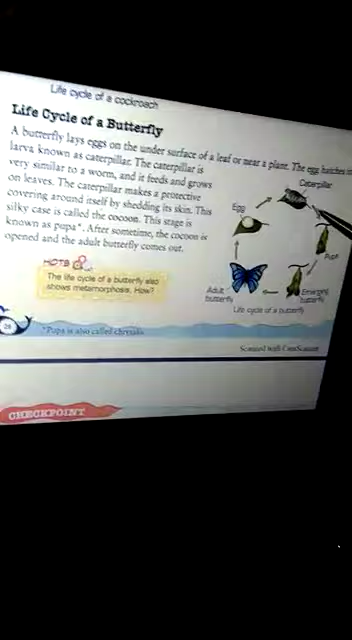 Life cycle of a cockroach
Life Cycle of a Butterfly
A butterfly lays eggs on the under surface of a leaf or near a plant. The egg hatches
larva known as caterpillar. The caterpillar is
very similar to a worm, and it feeds and grows
on leaves. The caterpillar makes a protective
covering around itself by shedding its skin. This
silky case is called the cocoon. This stage is
known as pupa*. After sometime, the cocoon is
opened and the adult butterfly comes out.
Caterpillar
Egg
Pupa
Adult
butterfly
Emerging
butterfly
Life cycle of a butterfly
HOTS
The life cycle of a butterfly also
shows metamorphosis. How?
*Pupa is also called chrysalis
Scanned with CamScanner
CHECKPOINT